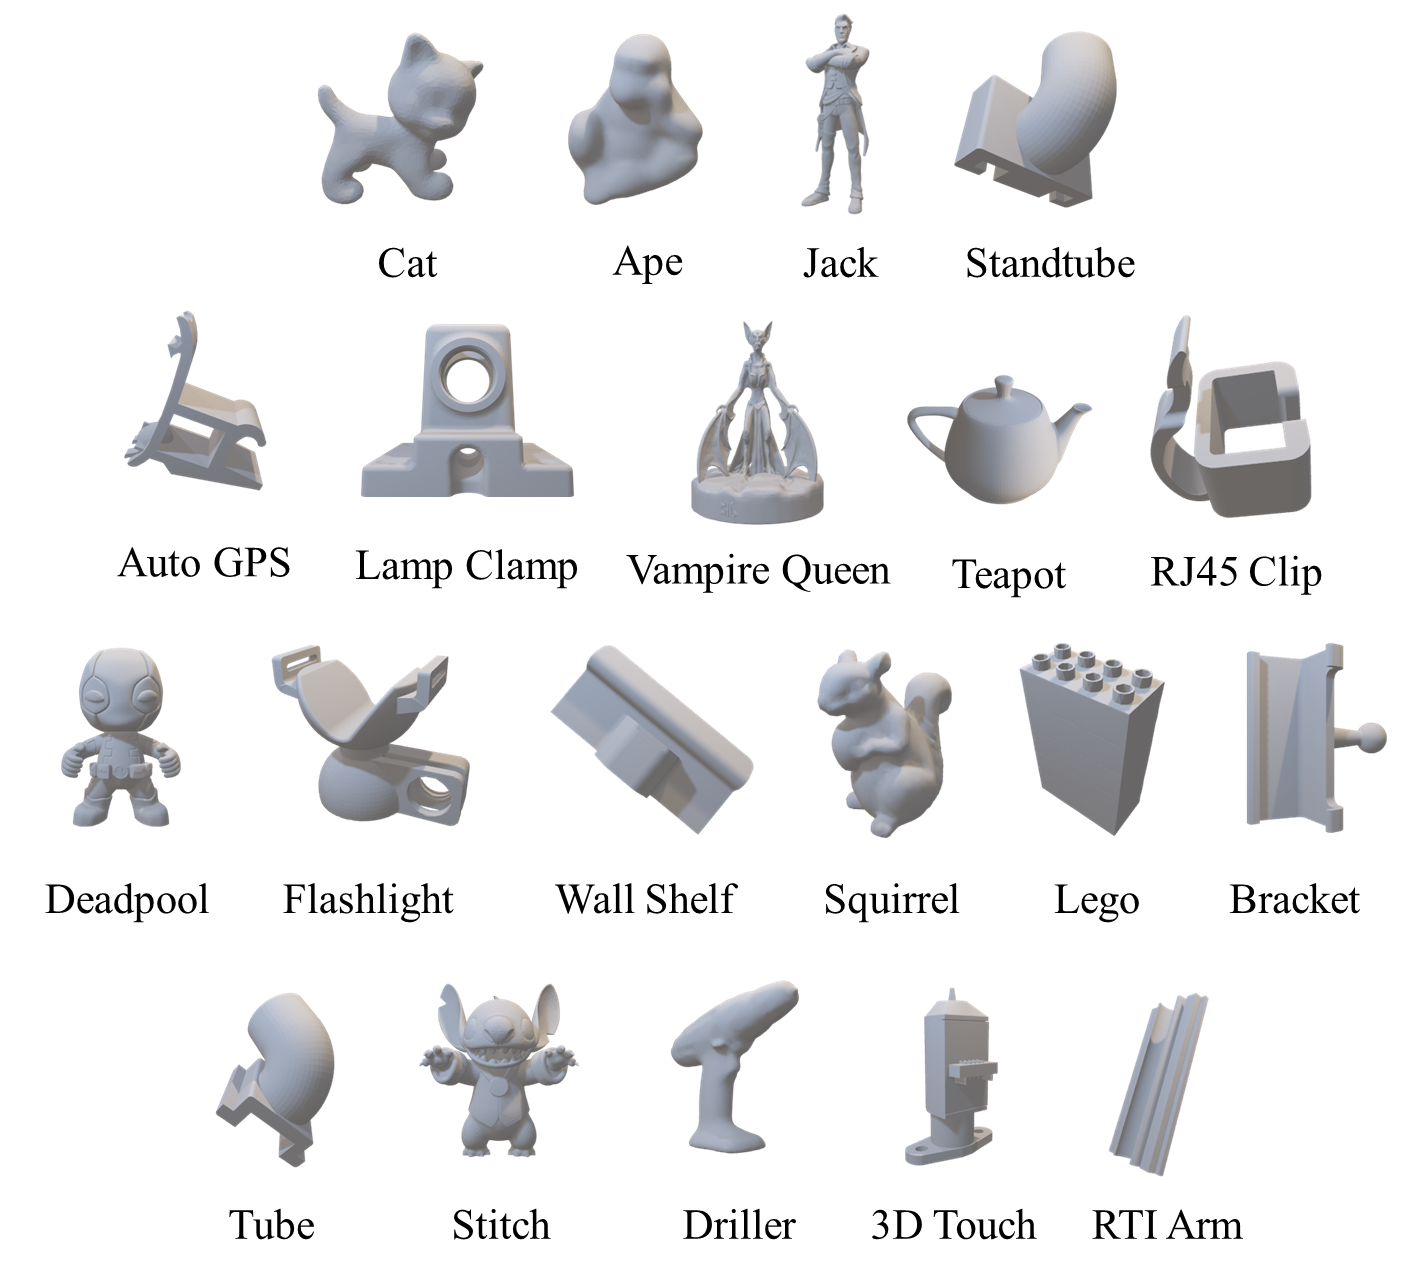 Cat Ape Jack Standtube
Auto GPS Lamp Clamp Vampire Queen Teapot RJ45 Clip
Deadpool Flashlight Wall Shelf Squirrel Lego Bracket
Tube Stitch Driller 3D Touch RTI Arm